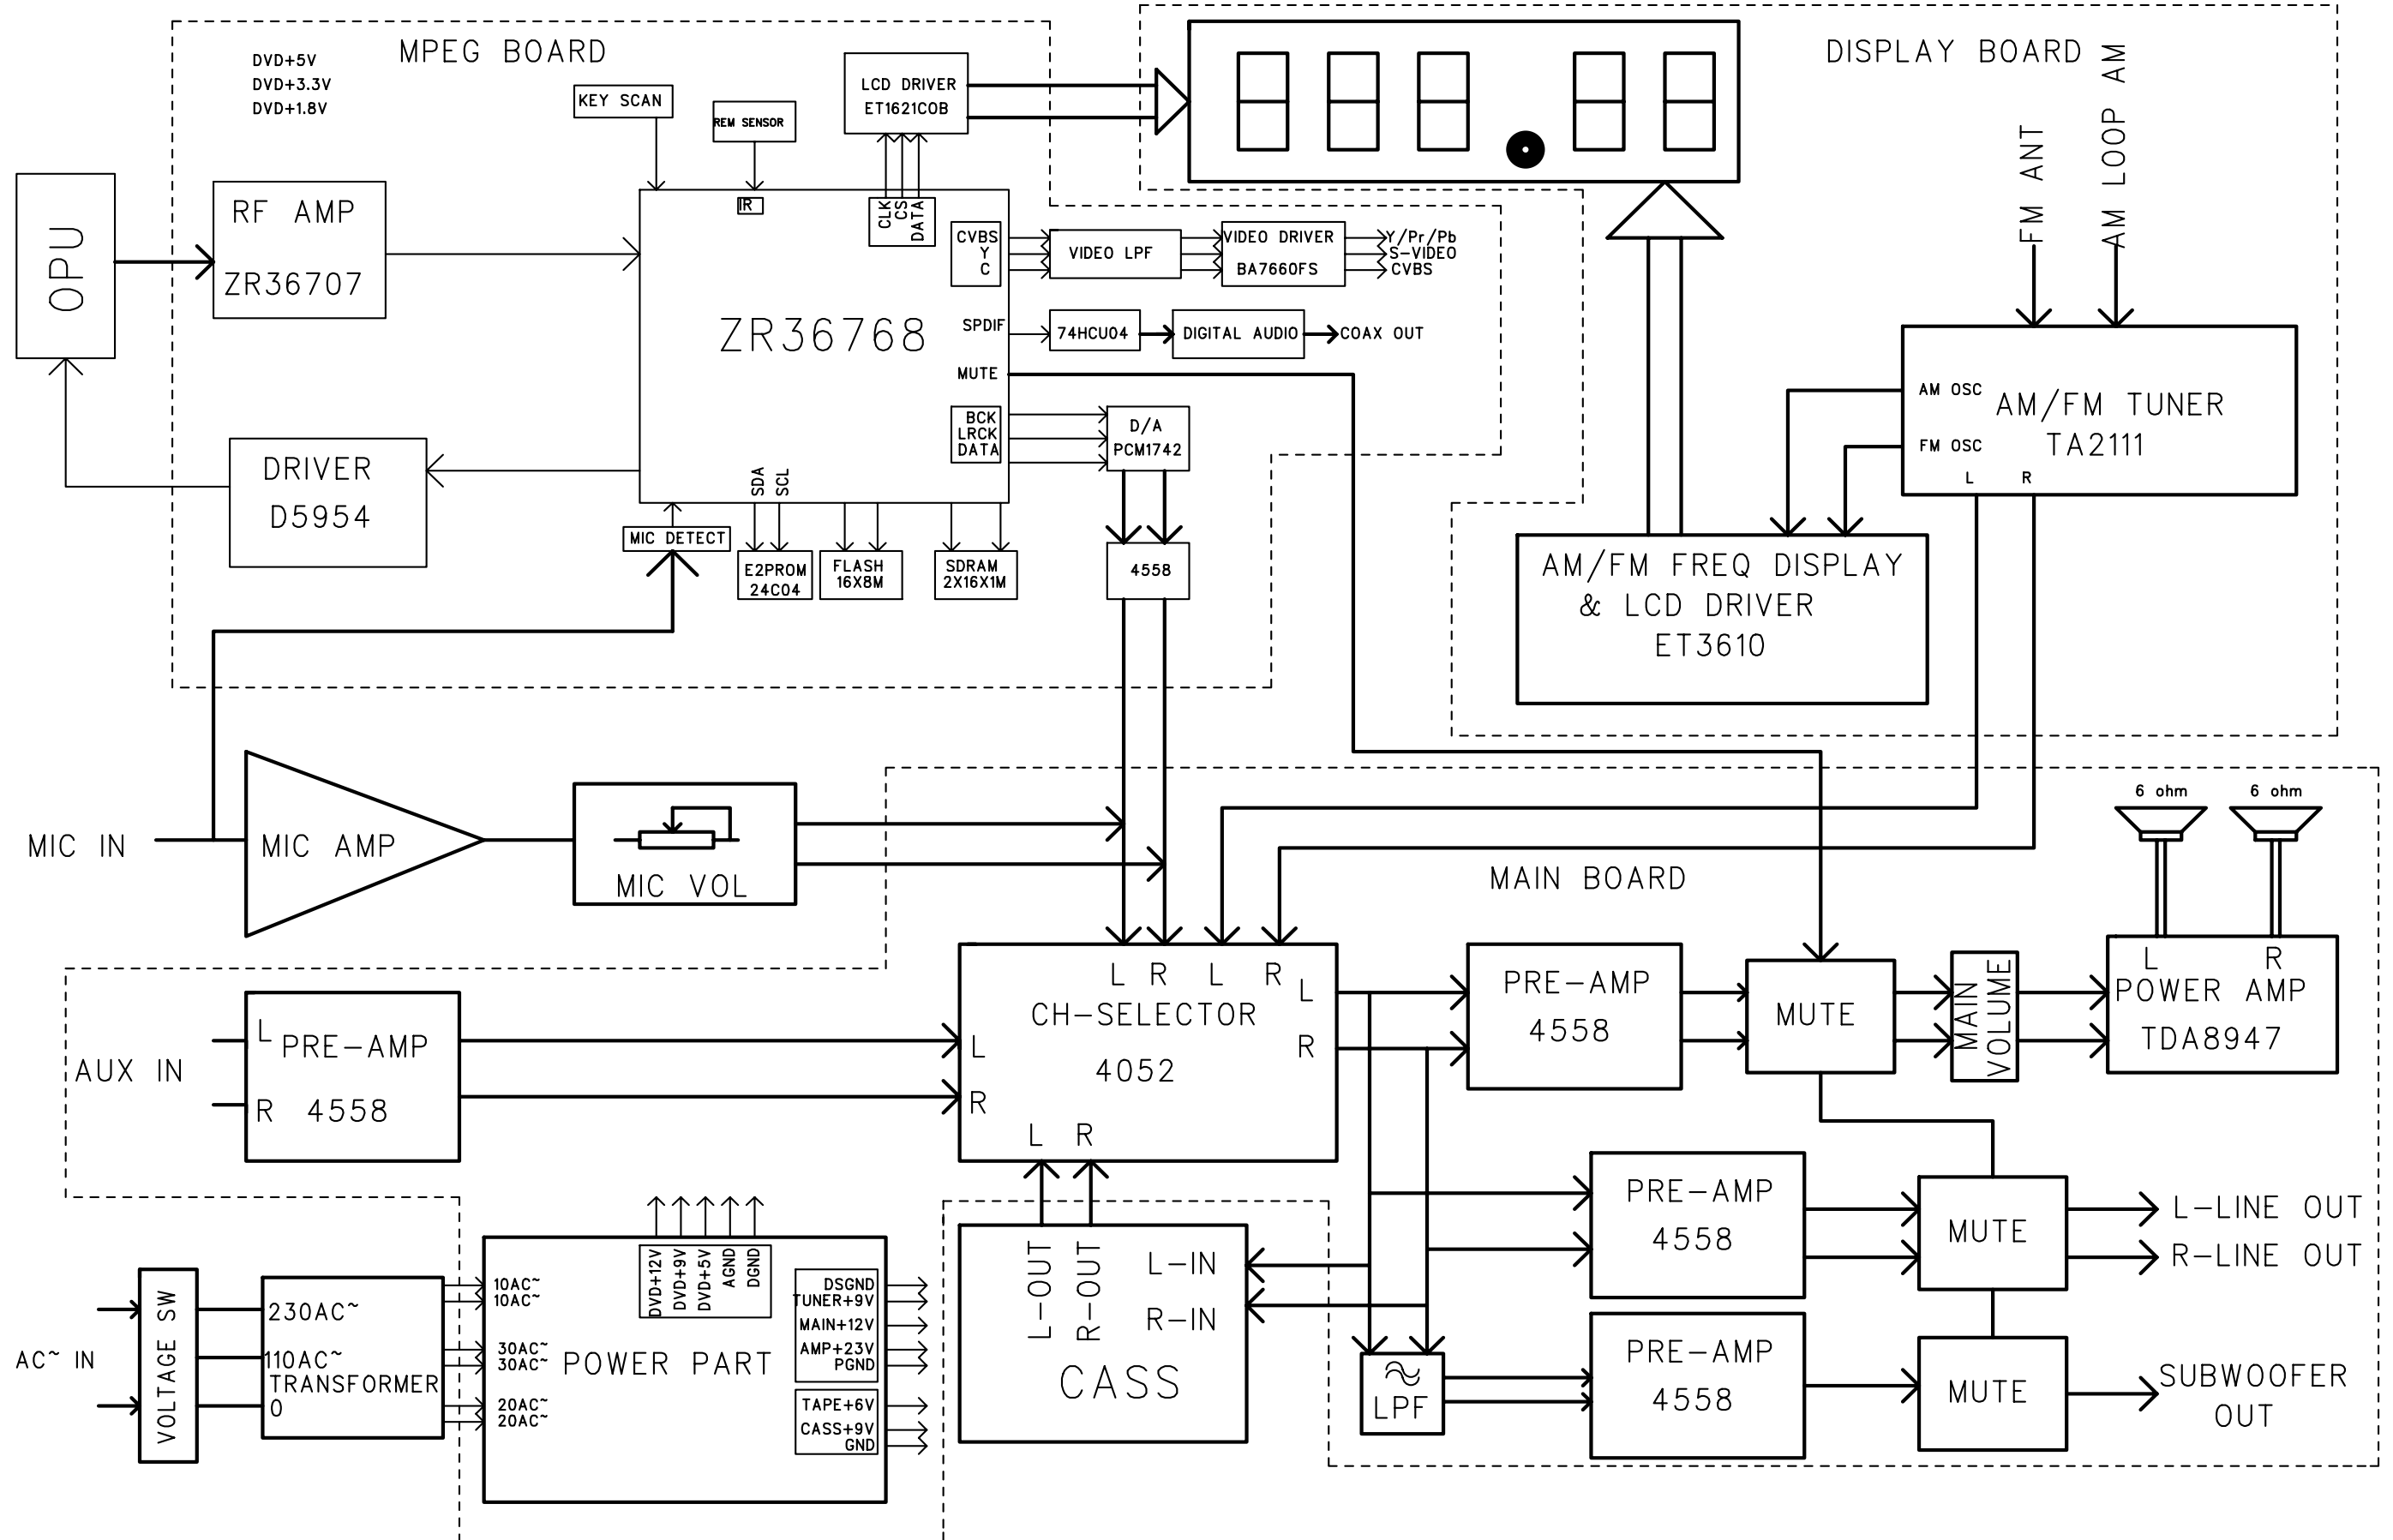 MPEG BOARD
DVD+5V
DVD+3.3V
DVD+1.8V
KEY SCAN
REM SENSOR
LCD DRIVER
ET1621COB
DISPLAY BOARD
FM ANT
AM LOOP AM
OPU
RF AMP
ZR36707
IR
CLK
CS
DATA
ZR36768
CVBS
Y
C
VIDEO LPF
VIDEO DRIVER
BA7660FS
Y/Pr/Pb
S-VIDEO
CVBS
SPDIF
74HCU04
DIGITAL AUDIO
COAX OUT
MUTE
BCK
LRCK
DATA
D/A
PCM1742
DRIVER
D5954
SDA
SCL
MIC DETECT
E2PROM
24C04
FLASH
16X8M
SDRAM
2X16X1M
4558
AM OSC
FM OSC
AM/FM TUNER
TA2111
L
R
AM/FM FREQ DISPLAY
& LCD DRIVER
ET3610
MIC IN
MIC AMP
MIC VOL
MAIN BOARD
6 ohm
6 ohm
AUX IN
L
R
PRE-AMP
4558
L R L R
CH-SELECTOR
4052
L
R
L
R
L R
PRE-AMP
4558
MUTE
MAIN
VOLUME
L R
POWER AMP
TDA8947
PRE-AMP
4558
MUTE
L-LINE OUT
R-LINE OUT
PRE-AMP
4558
MUTE
SUBWOOFER
OUT
LPF
L-OUT
R-OUT
L-IN
R-IN
CASS
AC~ IN
VOLTAGE SW
230AC~
110AC~
TRANSFORMER
0
10AC~
10AC~
30AC~
30AC~
20AC~
20AC~
POWER PART
DVD+12V
DVD+9V
DVD+5V
AGND
DGND
DSGND
TUNER+9V
MAIN+12V
AMP+23V
PGND
TAPE+6V
CASS+9V
GND